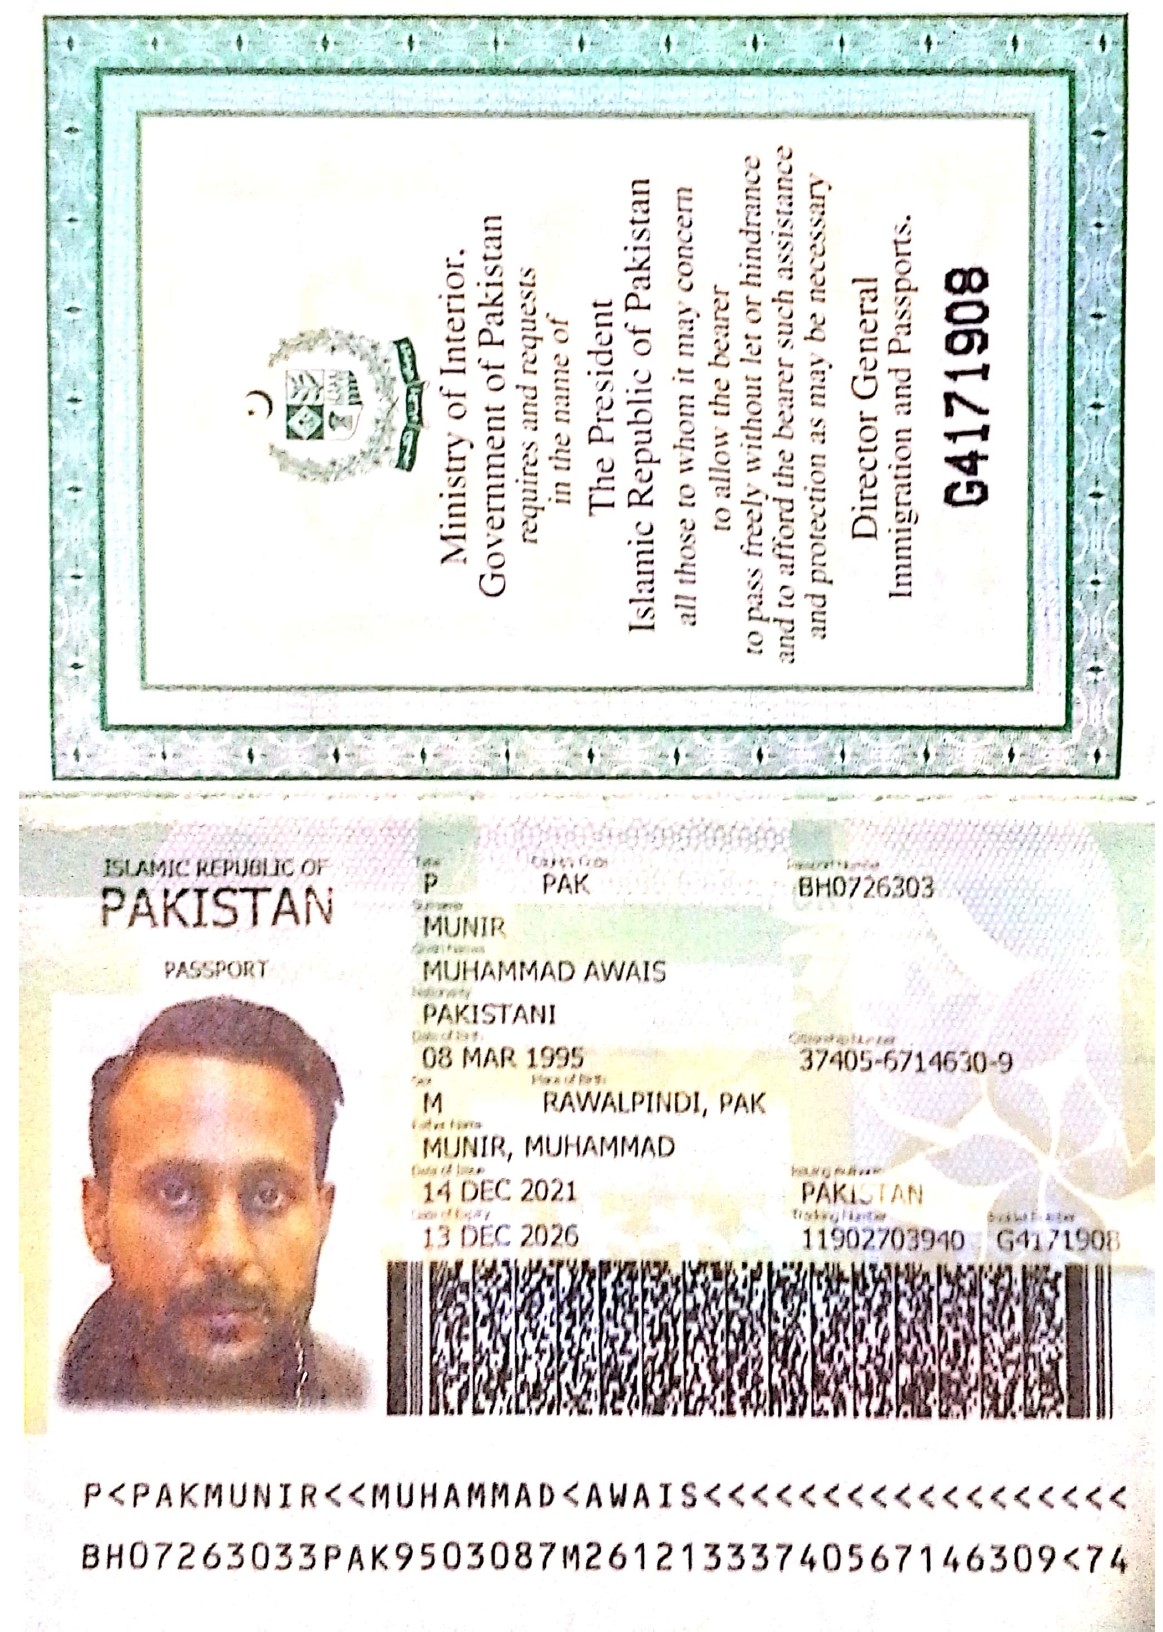 Ministry of Interior,
Government of Pakistan
requires and requests
in the name of
The President
Islamic Republic of Pakistan
all those to whom it may concern
to allow the bearer
to pass freely without let or hindrance
and to afford the bearer such assistance
and protection as may be necessary
Director General
Immigration and Passports.
G4171908
ISLAMIC REPUBLIC OF
PAKISTAN
PASSPORT
Type Country Code Passport Number
P PAK BH0726303
Surname
MUNIR
Given Names
MUHAMMAD AWAIS
Nationality
PAKISTANI
Date of Birth Citizenship Number
08 MAR 1995 37405-6714630-9
Sex Place of Birth
M RAWALPINDI, PAK
Father Name
MUNIR, MUHAMMAD
Date of Issue Issuing Authority
14 DEC 2021 PAKISTAN
Date of Expiry Tracking Number Booklet Number
13 DEC 2026 11902703940 G4171908
P<PAKMUNIR<<MUHAMMAD<AWAIS<<<<<<<<<<<<<<<<<<
BH07263033PAK9503087M2612133374056714 6309<74